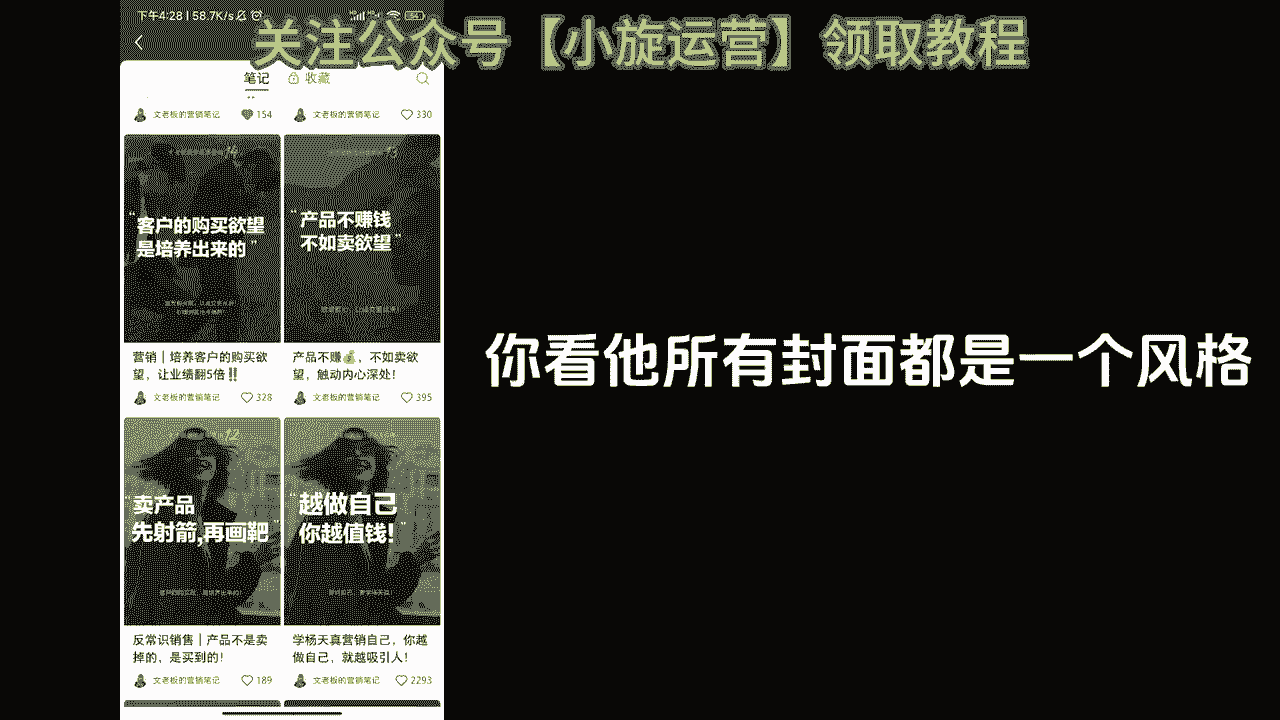 下午4:28 | 58.7K/s
54
关注公众号【小旋运营】 领取教程
笔记
收藏
文老板的营销笔记 154
文老板的营销笔记 330
14
“客户的购买欲望
是培养出来的”
营销｜培养客户的购买欲
望，让业绩翻5倍‼️
文老板的营销笔记 328
13
“产品不赚钱
不如卖欲望”
产品不赚💰，不如卖欲
望，触动内心深处！
文老板的营销笔记 395
你看他所有封面都是一个风格
12
“卖产品
先射箭,再画靶”
反常识销售｜产品不是卖
掉的，是买到的！
文老板的营销笔记 189
“越做自己
你越值钱!”
学杨天真营销自己，你越
做自己，就越吸引人！
文老板的营销笔记 2293